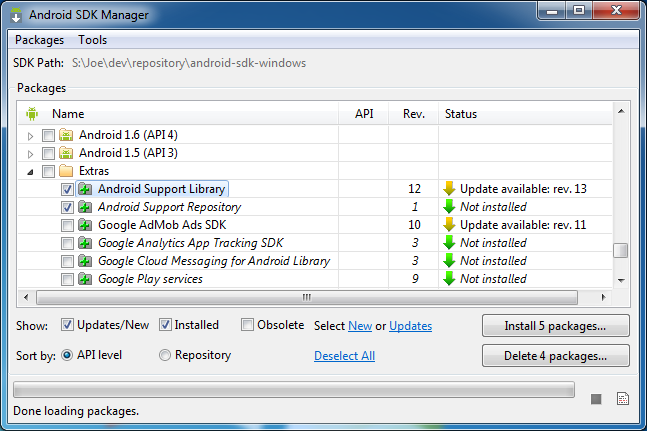 Android SDK Manager
Packages Tools
SDK Path: S:\Joe\dev\repository\android-sdk-windows
Packages
Name API Rev. Status
Android 1.6 (API 4)
Android 1.5 (API 3)
Extras
Android Support Library 12 Update available: rev. 13
Android Support Repository 1 Not installed
Google AdMob Ads SDK 10 Update available: rev. 11
Google Analytics App Tracking SDK 3 Not installed
Google Cloud Messaging for Android Library 3 Not installed
Google Play services 9 Not installed
Show: Updates/New Installed Obsolete Select New or Updates Install 5 packages...
Sort by: API level Repository Deselect All Delete 4 packages...
Done loading packages.